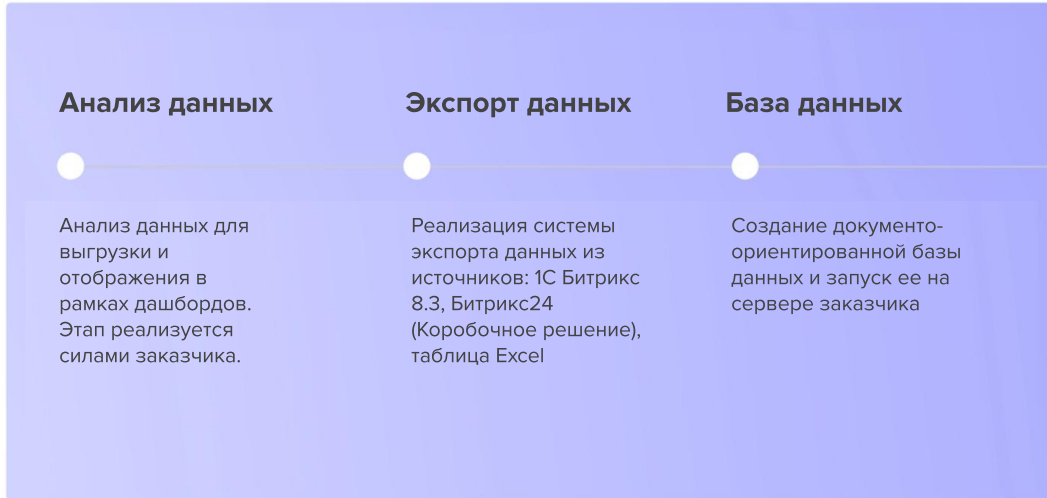 Анализ данных
Экспорт данных
База данных
Анализ данных для
выгрузки и
отображения в
рамках дашбордов.
Этап реализуется
силами заказчика.
Реализация системы
экспорта данных из
источников: 1С Битрикс
8.3, Битрикс24
(Коробочное решение),
таблица Excel
Создание документо-
ориентированной базы
данных и запуск ее на
сервере заказчика